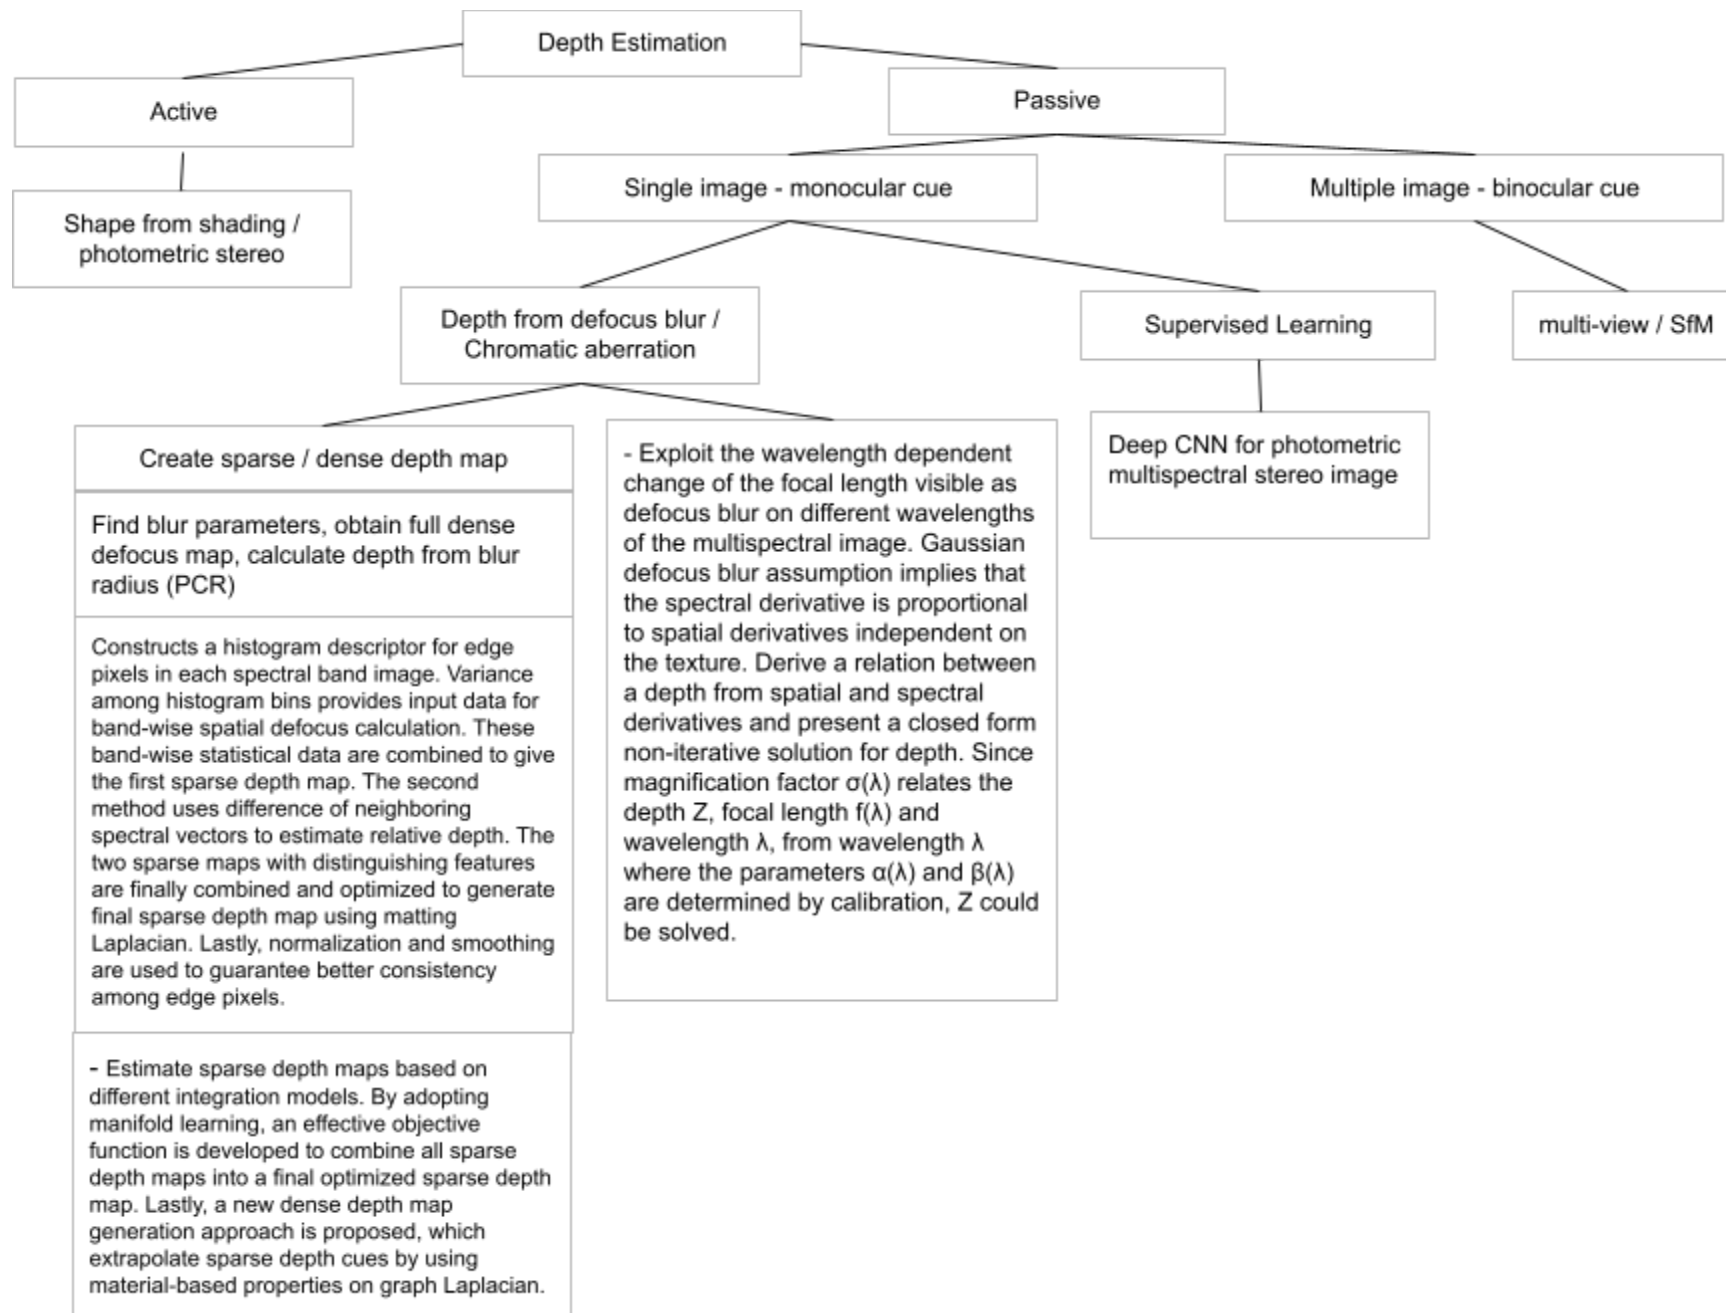 Depth Estimation
Active
Passive
Shape from shading /
photometric stereo
Single image - monocular cue
Multiple image - binocular cue
Depth from defocus blur /
Chromatic aberration
Supervised Learning
multi-view / SfM
Create sparse / dense depth map
Find blur parameters, obtain full dense
defocus map, calculate depth from blur
radius (PCR)
Constructs a histogram descriptor for edge
pixels in each spectral band image. Variance
among histogram bins provides input data for
band-wise spatial defocus calculation. These
band-wise statistical data are combined to give
the first sparse depth map. The second
method uses difference of neighboring
spectral vectors to estimate relative depth. The
two sparse maps with distinguishing features
are finally combined and optimized to generate
final sparse depth map using matting
Laplacian. Lastly, normalization and smoothing
are used to guarantee better consistency
among edge pixels.
- Estimate sparse depth maps based on
different integration models. By adopting
manifold learning, an effective objective
function is developed to combine all sparse
depth maps into a final optimized sparse depth
map. Lastly, a new dense depth map
generation approach is proposed, which
extrapolate sparse depth cues by using
material-based properties on graph Laplacian.
- Exploit the wavelength dependent
change of the focal length visible as
defocus blur on different wavelengths
of the multispectral image. Gaussian
defocus blur assumption implies that
the spectral derivative is proportional
to spatial derivatives independent on
the texture. Derive a relation between
a depth from spatial and spectral
derivatives and present a closed form
non-iterative solution for depth. Since
magnification factor σ(λ) relates the
depth Z, focal length f(λ) and
wavelength λ, from wavelength λ
where the parameters α(λ) and β(λ)
are determined by calibration, Z could
be solved.
Deep CNN for photometric
multispectral stereo image